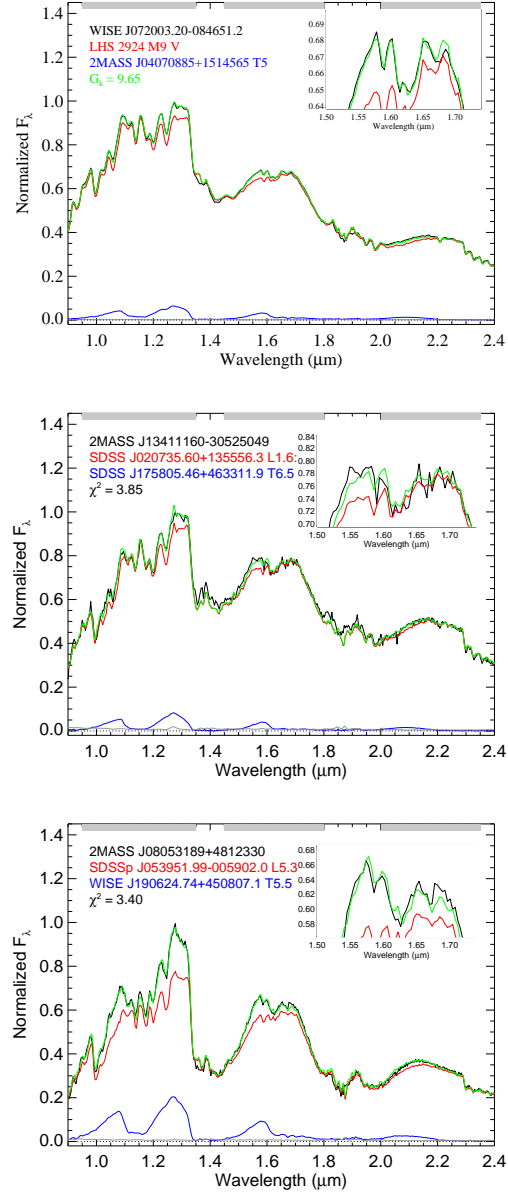 WISE J072003.20-084651.2
LHS 2924 M9 V
2MASS J04070885+1514565 T5
Gₖ = 9.65
0.69
0.68
0.67
0.66
0.65
0.64
1.50 1.55 1.60 1.65 1.70
Wavelength (μm)
1.4
1.2
1.0
0.8
0.6
0.4
0.2
0.0
Normalized Fλ
1.0 1.2 1.4 1.6 1.8 2.0 2.2 2.4
Wavelength (μm)
2MASS J13411160-30525049
SDSS J020735.60+135556.3 L1.6:
SDSS J175805.46+463311.9 T6.5
χ² = 3.85
0.84
0.82
0.80
0.78
0.76
0.74
0.72
0.70
1.50 1.55 1.60 1.65 1.70
Wavelength (μm)
1.4
1.2
1.0
0.8
0.6
0.4
0.2
0.0
Normalized Fλ
1.0 1.2 1.4 1.6 1.8 2.0 2.2 2.4
Wavelength (μm)
2MASS J08053189+4812330
SDSSp J053951.99-005902.0 L5.3
WISE J190624.74+450807.1 T5.5
χ² = 3.40
0.68
0.66
0.64
0.62
0.60
0.58
1.50 1.55 1.60 1.65 1.70
Wavelength (μm)
1.4
1.2
1.0
0.8
0.6
0.4
0.2
0.0
Normalized Fλ
1.0 1.2 1.4 1.6 1.8 2.0 2.2 2.4
Wavelength (μm)